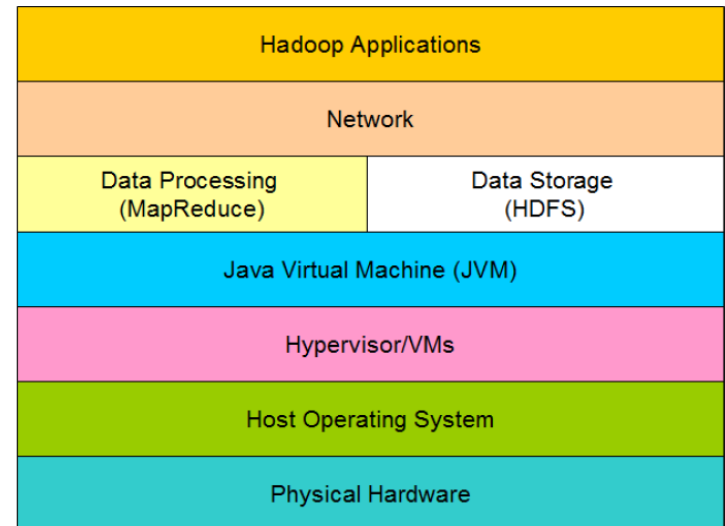 Hadoop Applications
Network
Data Processing
(MapReduce)
Data Storage
(HDFS)
Java Virtual Machine (JVM)
Hypervisor/VMs
Host Operating System
Physical Hardware